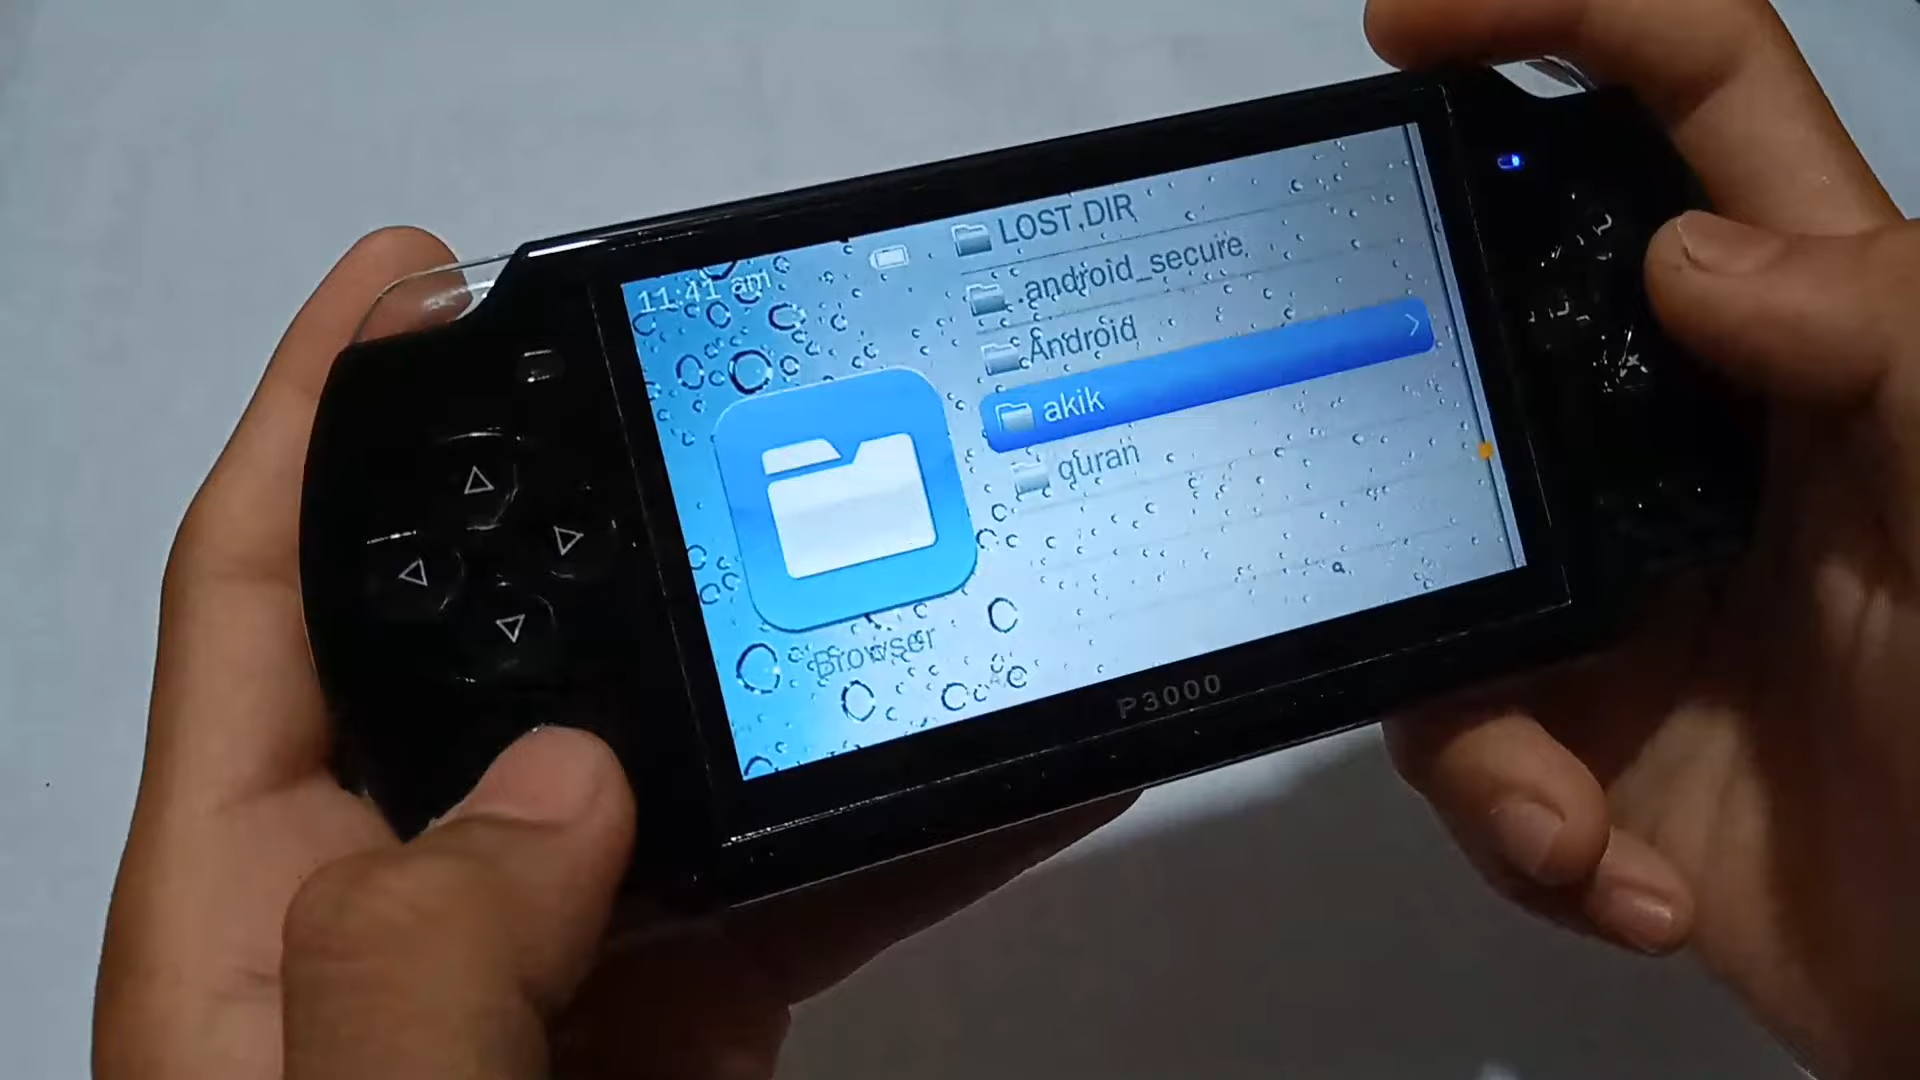 11:41 am
LOST.DIR
.android_secure
Android
akik
quran
Browser
P3000